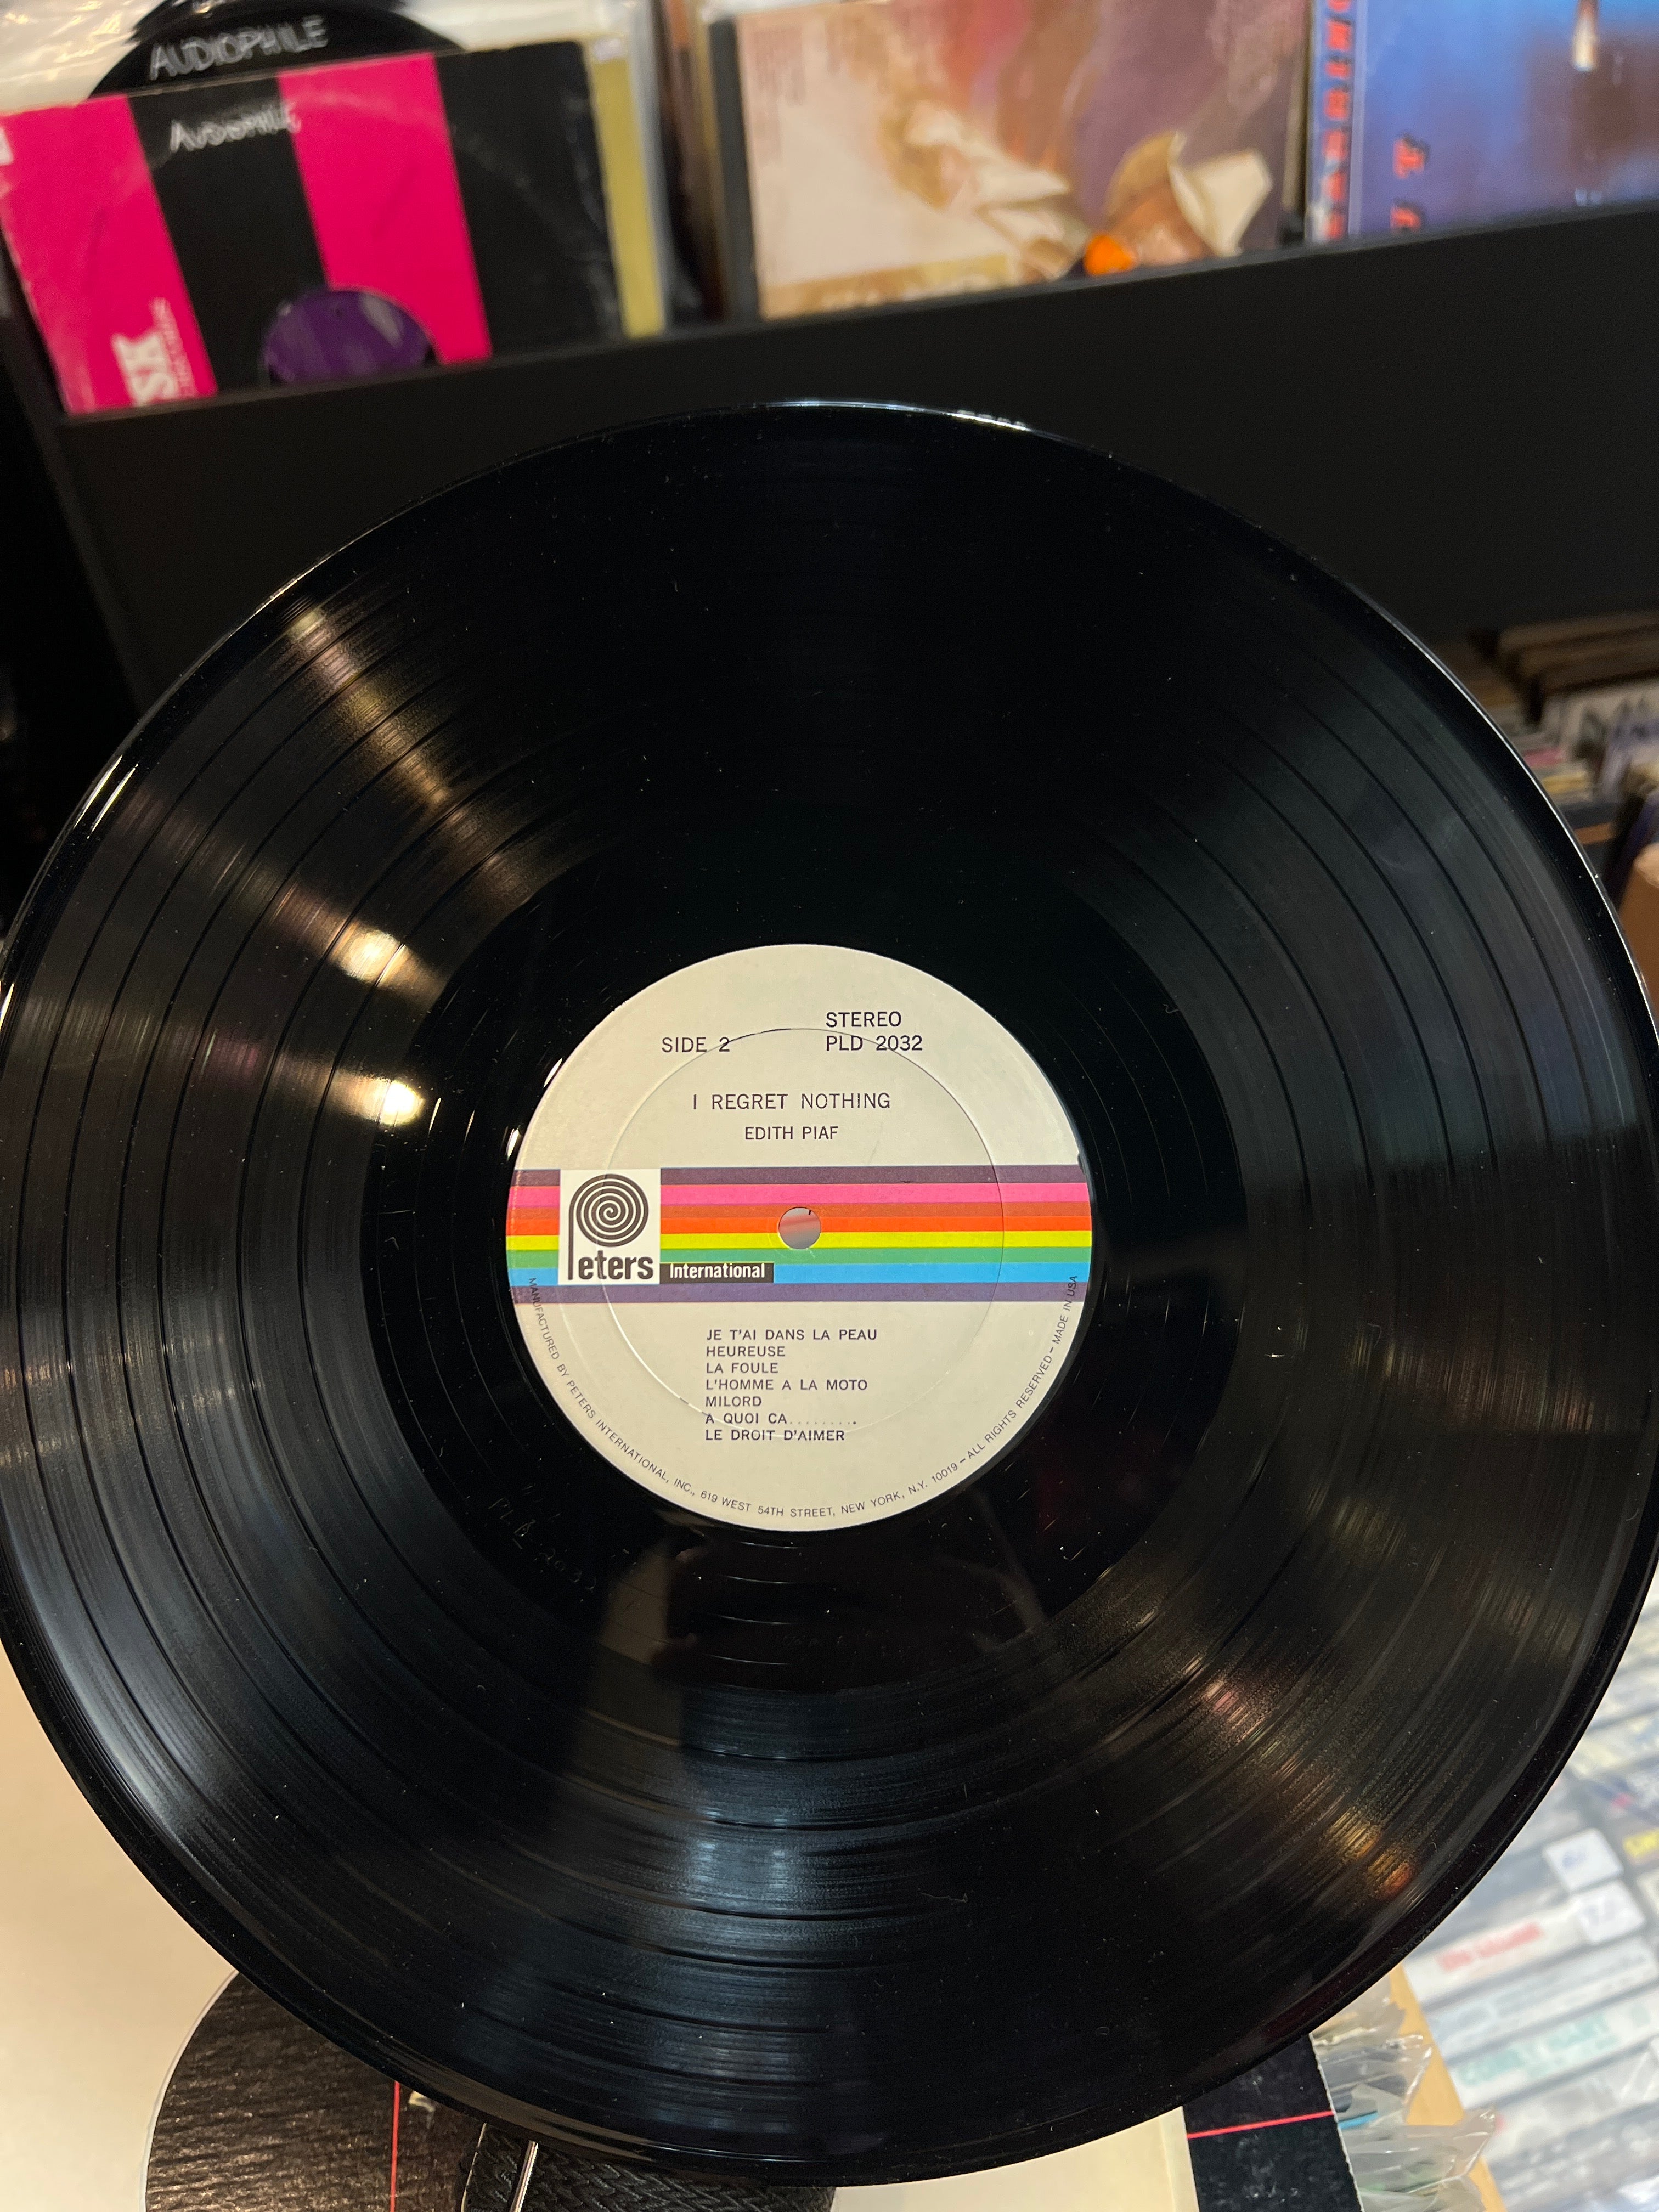 AUDIOPHILE
AUDIOPHILE
SIDE 2
STEREO
PLD 2032
I REGRET NOTHING
EDITH PIAF
Peters
International
JE T'AI DANS LA PEAU
HEUREUSE
LA FOULE
L'HOMME A LA MOTO
MILORD
A QUOI CA.........
LE DROIT D'AIMER
MANUFACTURED BY PETERS INTERNATIONAL, INC., 619 WEST 54TH STREET, NEW YORK, N.Y. 10019 – ALL RIGHTS RESERVED – MADE IN USA